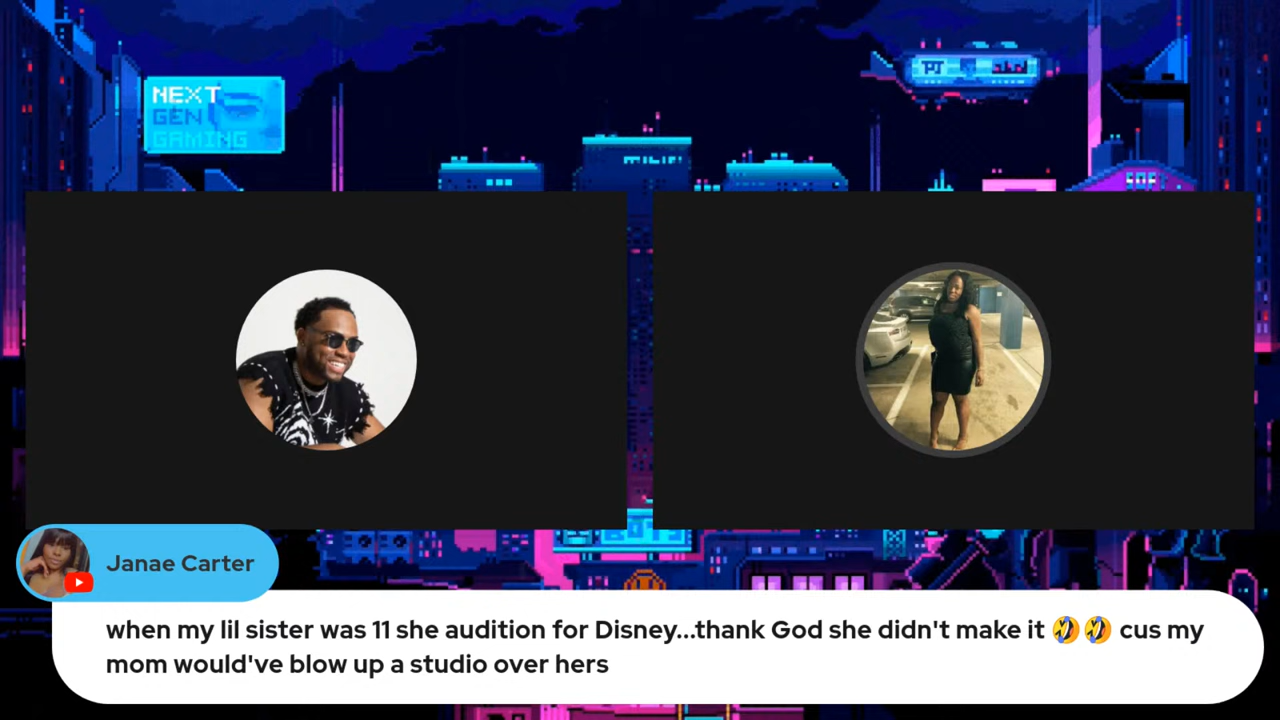 NEXT
GEN
GAMING
Janae Carter
when my lil sister was 11 she audition for Disney...thank God she didn't make it 🤣🤣 cus my
mom would've blow up a studio over hers